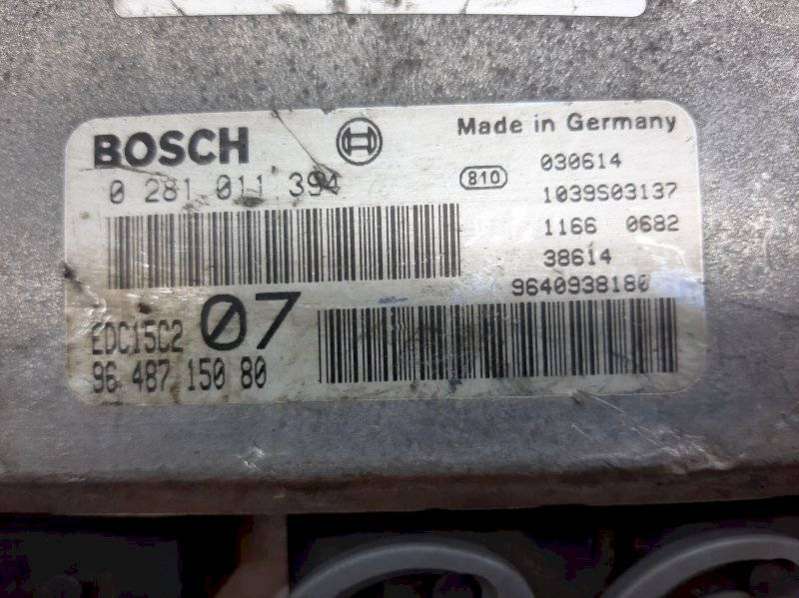 BOSCH
Made in Germany
0 281 011 394
810
030614
1039S03137
1166 0682
38614
9640938180
EDC15C2 07
96 487 150 80